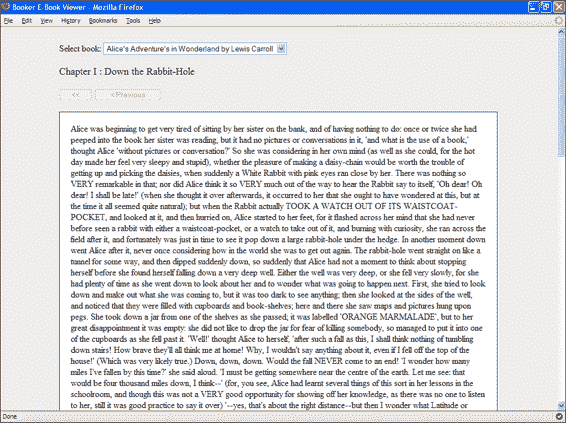 Booker E-Book Viewer - Mozilla Firefox
File Edit View History Bookmarks Tools Help
Select book: Alice's Adventure's in Wonderland by Lewis Carroll
Chapter I : Down the Rabbit-Hole
<< < Previous
Alice was beginning to get very tired of sitting by her sister on the bank, and of having nothing to do: once or twice she had
peeped into the book her sister was reading, but it had no pictures or conversations in it, 'and what is the use of a book,'
thought Alice 'without pictures or conversation?' So she was considering in her own mind (as well as she could, for the hot
day made her feel very sleepy and stupid), whether the pleasure of making a daisy-chain would be worth the trouble of
getting up and picking the daisies, when suddenly a White Rabbit with pink eyes ran close by her. There was nothing so
VERY remarkable in that; nor did Alice think it so VERY much out of the way to hear the Rabbit say to itself, 'Oh dear! Oh
dear! I shall be late!' (when she thought it over afterwards, it occurred to her that she ought to have wondered at this, but at
the time it all seemed quite natural); but when the Rabbit actually TOOK A WATCH OUT OF ITS WAISTCOAT-
POCKET, and looked at it, and then hurried on, Alice started to her feet, for it flashed across her mind that she had never
before seen a rabbit with either a waistcoat-pocket, or a watch to take out of it, and burning with curiosity, she ran across the
field after it, and fortunately was just in time to see it pop down a large rabbit-hole under the hedge. In another moment down
went Alice after it, never once considering how in the world she was to get out again. The rabbit-hole went straight on like a
tunnel for some way, and then dipped suddenly down, so suddenly that Alice had not a moment to think about stopping
herself before she found herself falling down a very deep well. Either the well was very deep, or she fell very slowly, for she
had plenty of time as she went down to look about her and to wonder what was going to happen next. First, she tried to look
down and make out what she was coming to, but it was too dark to see anything; then she looked at the sides of the well,
and noticed that they were filled with cupboards and book-shelves; here and there she saw maps and pictures hung upon
pegs. She took down a jar from one of the shelves as she passed; it was labelled 'ORANGE MARMALADE', but to her
great disappointment it was empty: she did not like to drop the jar for fear of killing somebody, so managed to put it into one
of the cupboards as she fell past it. 'Well!' thought Alice to herself, 'after such a fall as this, I shall think nothing of tumbling
down stairs! How brave they'll all think me at home! Why, I wouldn't say anything about it, even if I fell off the top of the
house!' (Which was very likely true.) Down, down, down. Would the fall NEVER come to an end! 'I wonder how many
miles I've fallen by this time?' she said aloud. 'I must be getting somewhere near the centre of the earth. Let me see: that
would be four thousand miles down, I think--' (for, you see, Alice had learnt several things of this sort in her lessons in the
schoolroom, and though this was not a VERY good opportunity for showing off her knowledge, as there was no one to listen
to her, still it was good practice to say it over) '--yes, that's about the right distance--but then I wonder what Latitude or
Done